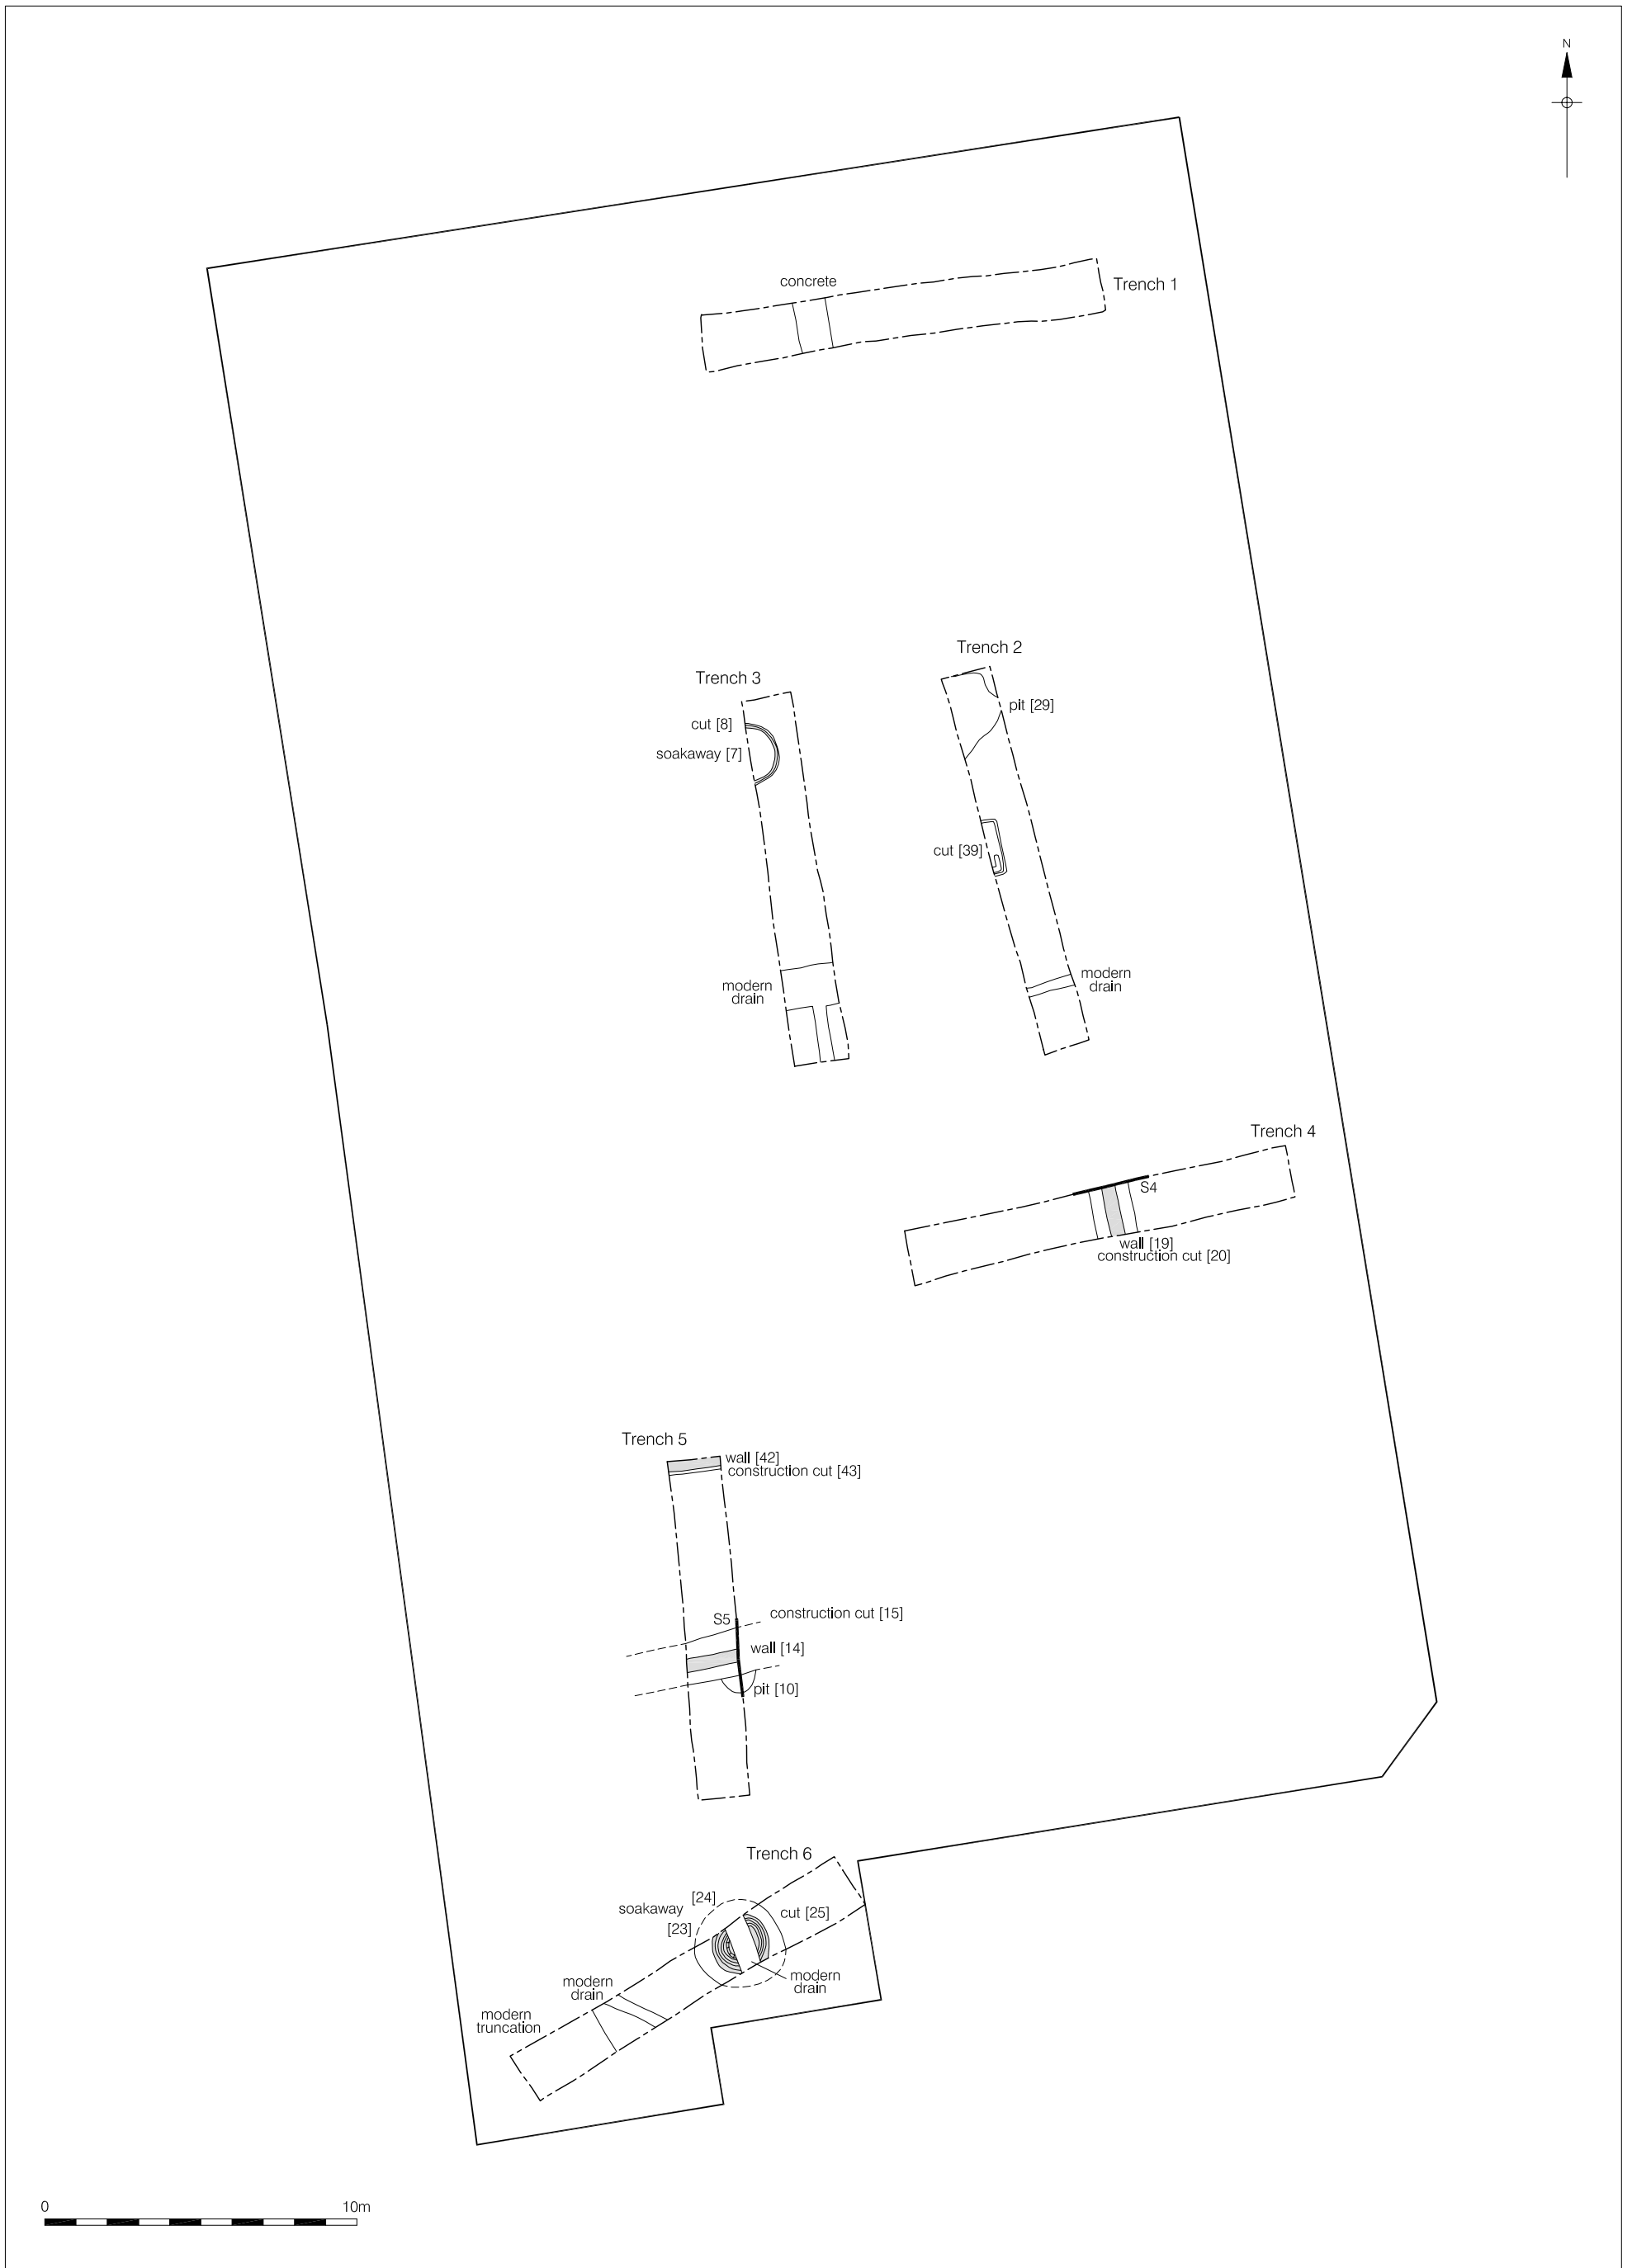 N
concrete
Trench 1
Trench 2
Trench 3
pit [29]
cut [8]
soakaway [7]
cut [39]
modern
drain
modern
drain
Trench 4
S4
wall [19]
construction cut [20]
Trench 5
wall [42]
construction cut [43]
S5
construction cut [15]
wall [14]
pit [10]
Trench 6
[24]
soakaway
[23]
cut [25]
modern
drain
modern
drain
modern
truncation
0
10m